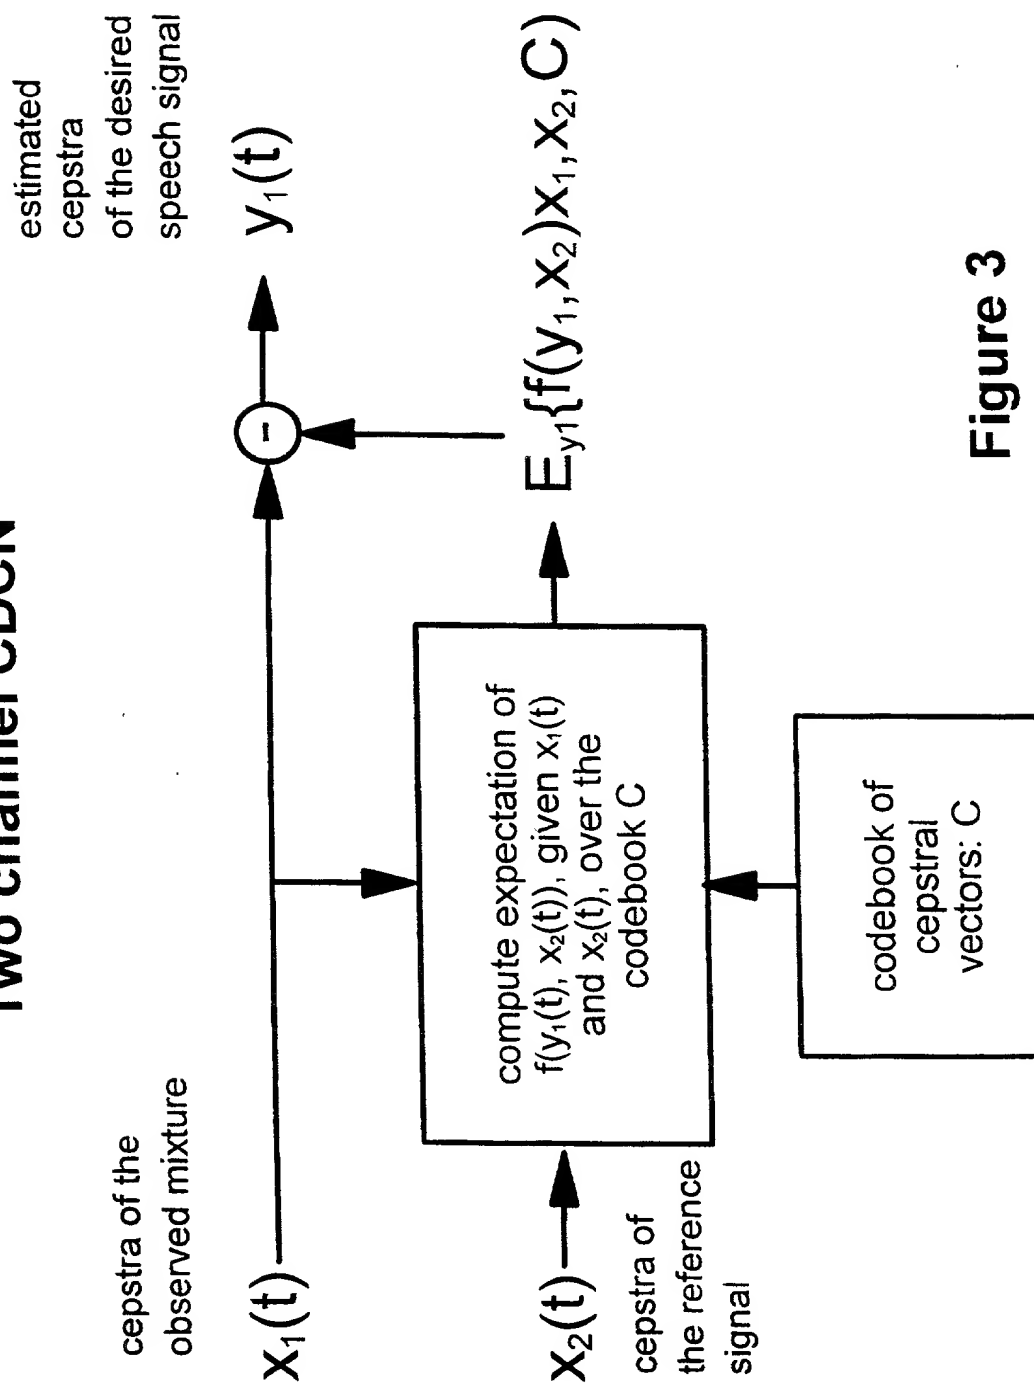 Two channel CDCN
cepstra of the
observed mixture
x₁(t)
estimated
cepstra
of the desired
speech signal
-
y₁(t)
x₂(t)
cepstra of
the reference
signal
compute expectation of
f(y₁(t), x₂(t)), given x₁(t)
and x₂(t), over the
codebook C
E_y1{f(y₁,x₂)x₁,x₂,C)
codebook of
cepstral
vectors: C
Figure 3